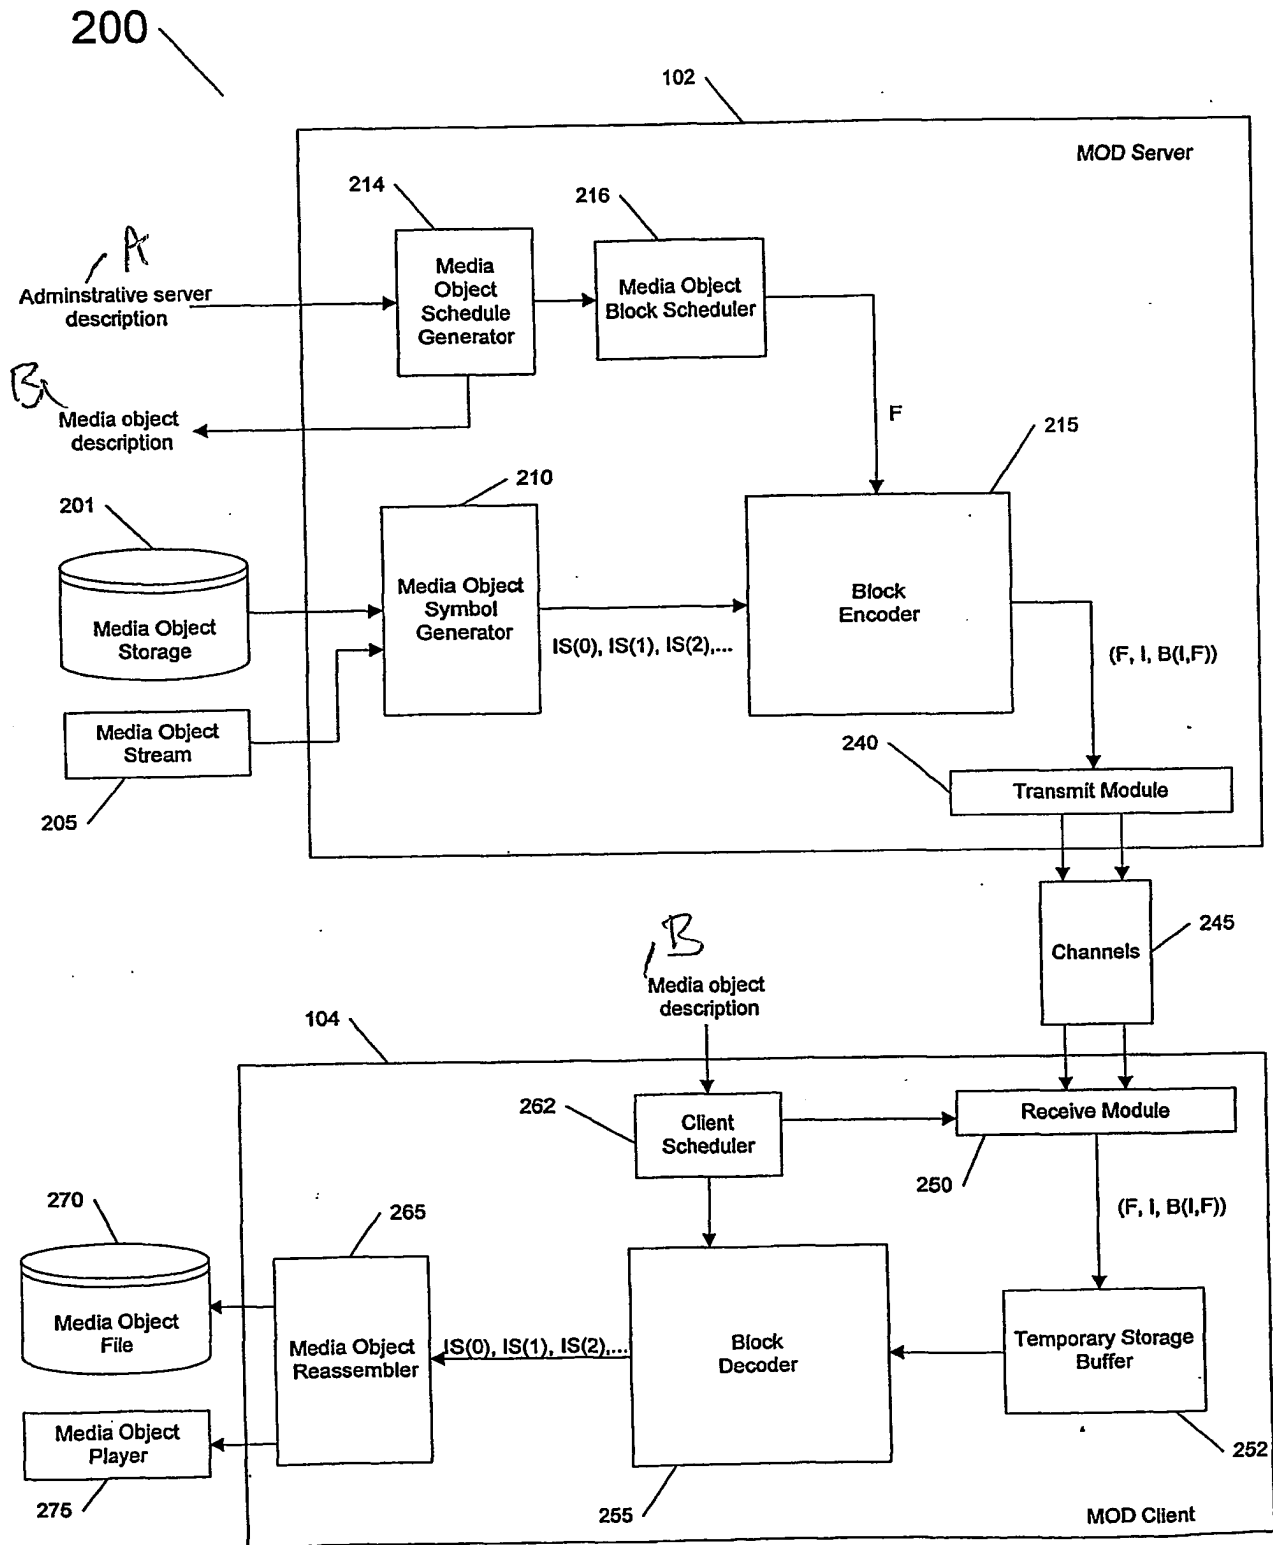 200
102
MOD Server
214
216
A
Adminstrative server
description
Media
Object
Schedule
Generator
Media Object
Block Scheduler
B
Media object
description
F
215
210
201
Media Object
Storage
Media Object
Symbol
Generator
IS(0), IS(1), IS(2),...
Block
Encoder
(F, I, B(I,F))
Media Object
Stream
205
240
Transmit Module
245
Channels
B
Media object
description
104
262
Client
Scheduler
Receive Module
250
(F, I, B(I,F))
270
265
Media Object
File
Media Object
Reassembler
IS(0), IS(1), IS(2),...
Block
Decoder
Temporary Storage
Buffer
Media Object
Player
275
255
252
MOD Client